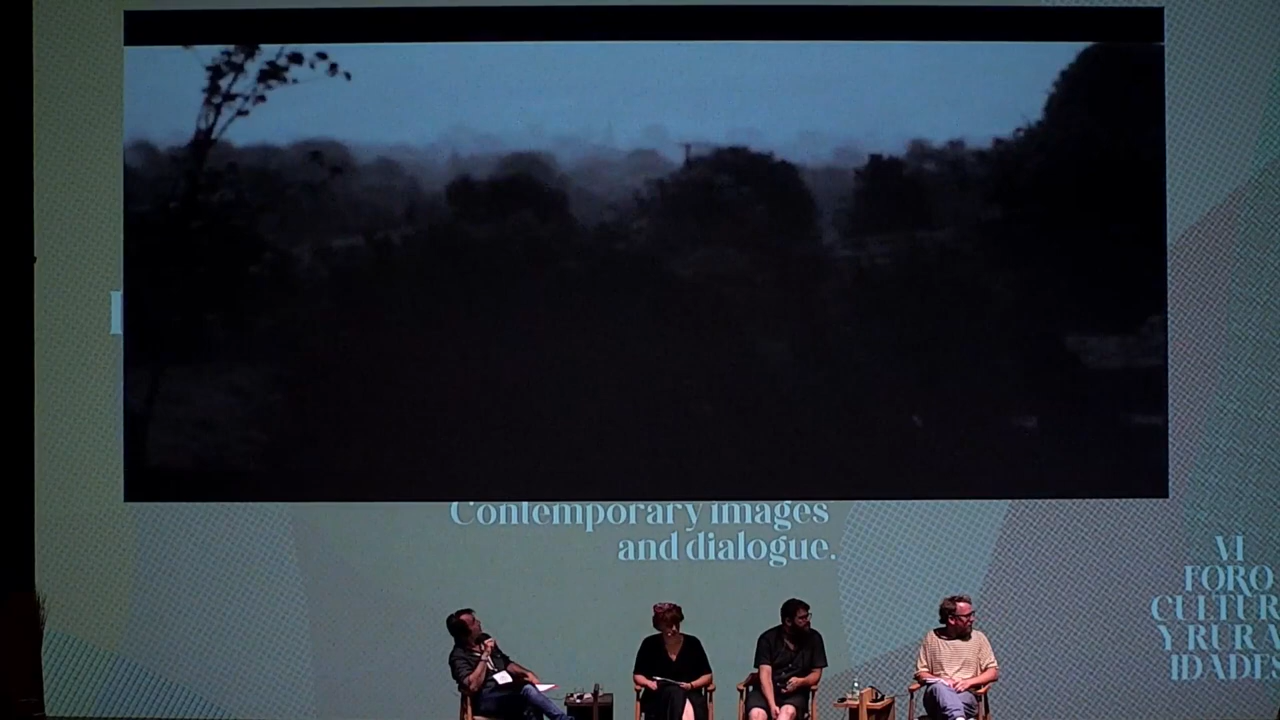 Contemporary images
and dialogue.
VI
FORO
CULTUR
Y RURA
IDADES